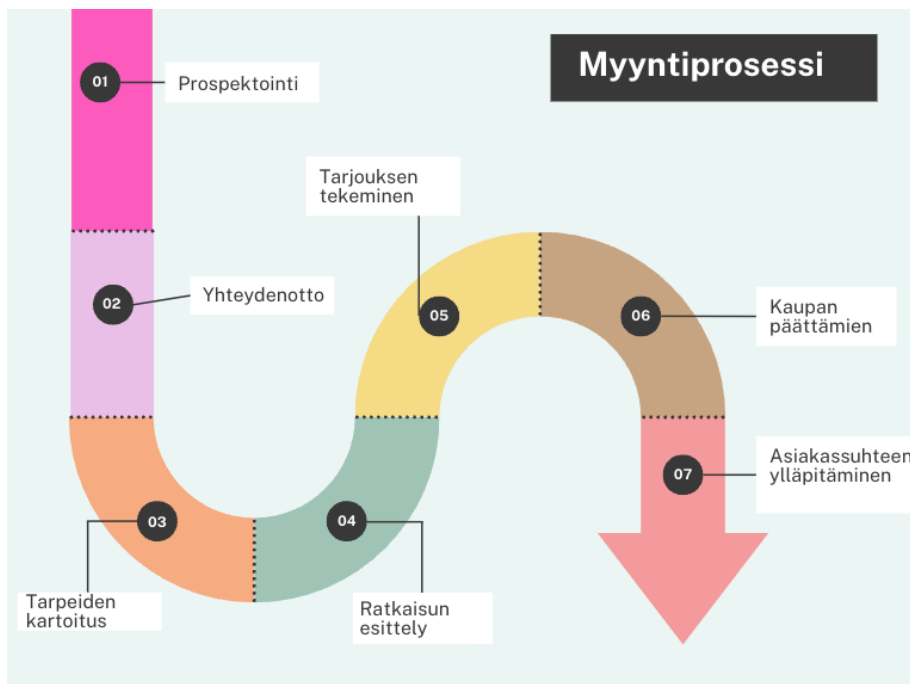 Myyntiprosessi
01
Prospektointi
02
Yhteydenotto
03
Tarpeiden
kartoitus
04
Ratkaisun
esittely
05
Tarjouksen
tekeminen
06
Kaupan
päättämien
07
Asiakassuhteen
ylläpitäminen